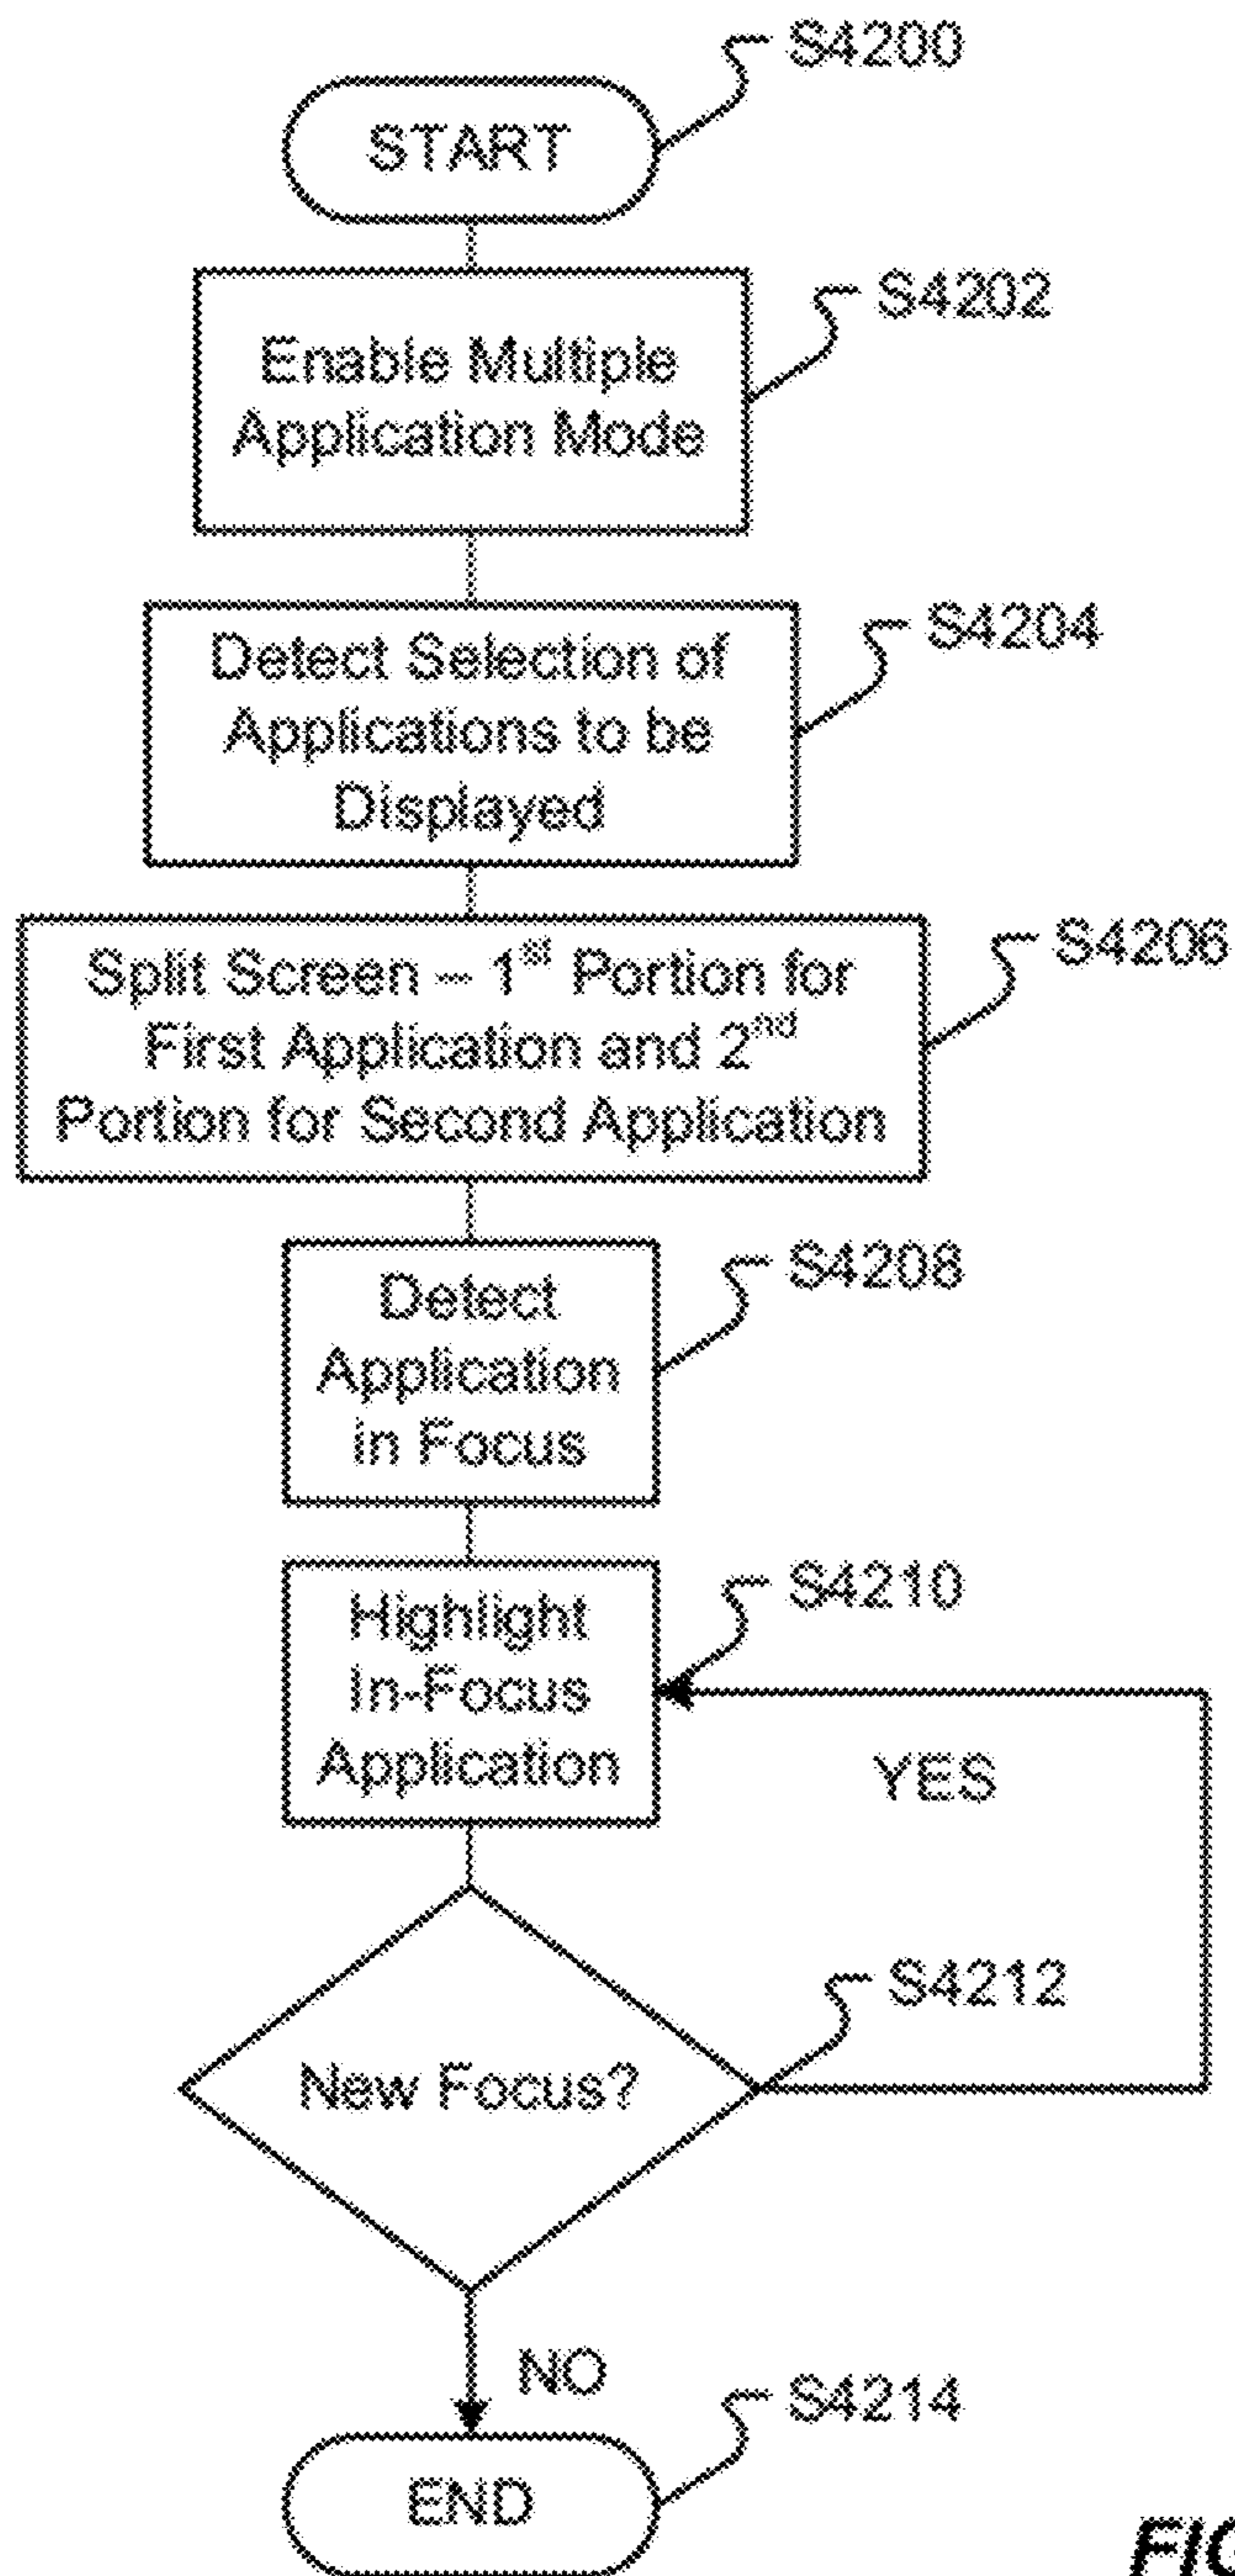 S4200
START
S4202
Enable Multiple
Application Mode
S4204
Detect Selection of
Applications to be
Displayed
S4206
Split Screen – 1st Portion for
First Application and 2nd
Portion for Second Application
S4208
Detect
Application
in Focus
S4210
Highlight
In-Focus
Application
YES
S4212
New Focus?
NO
S4214
END
FIG